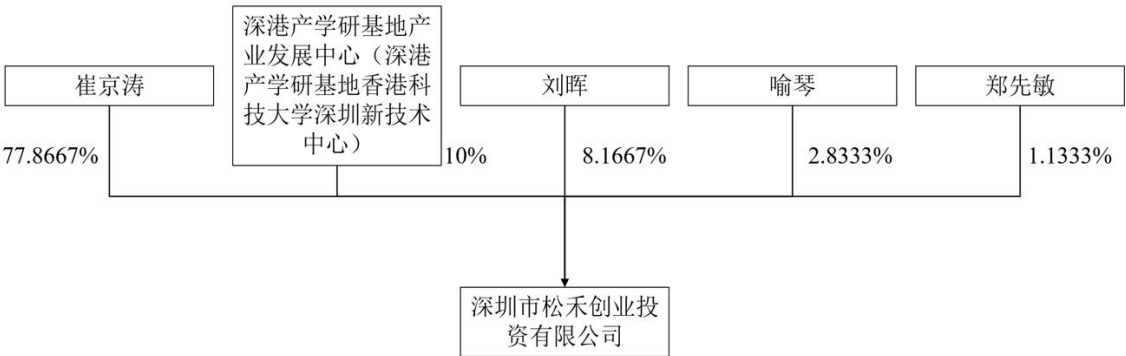 深港产学研基地产
业发展中心（深港
产学研基地香港科
技大学深圳新技术
中心）
崔京涛
刘晖
喻琴
郑先敏
77.8667%
10%
8.1667%
2.8333%
1.1333%
深圳市松禾创业投
资有限公司